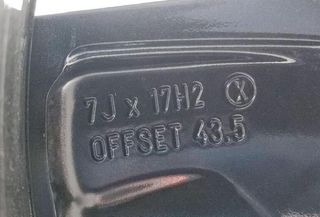 7J x 17H2 Ⓧ
OFFSET 43.5